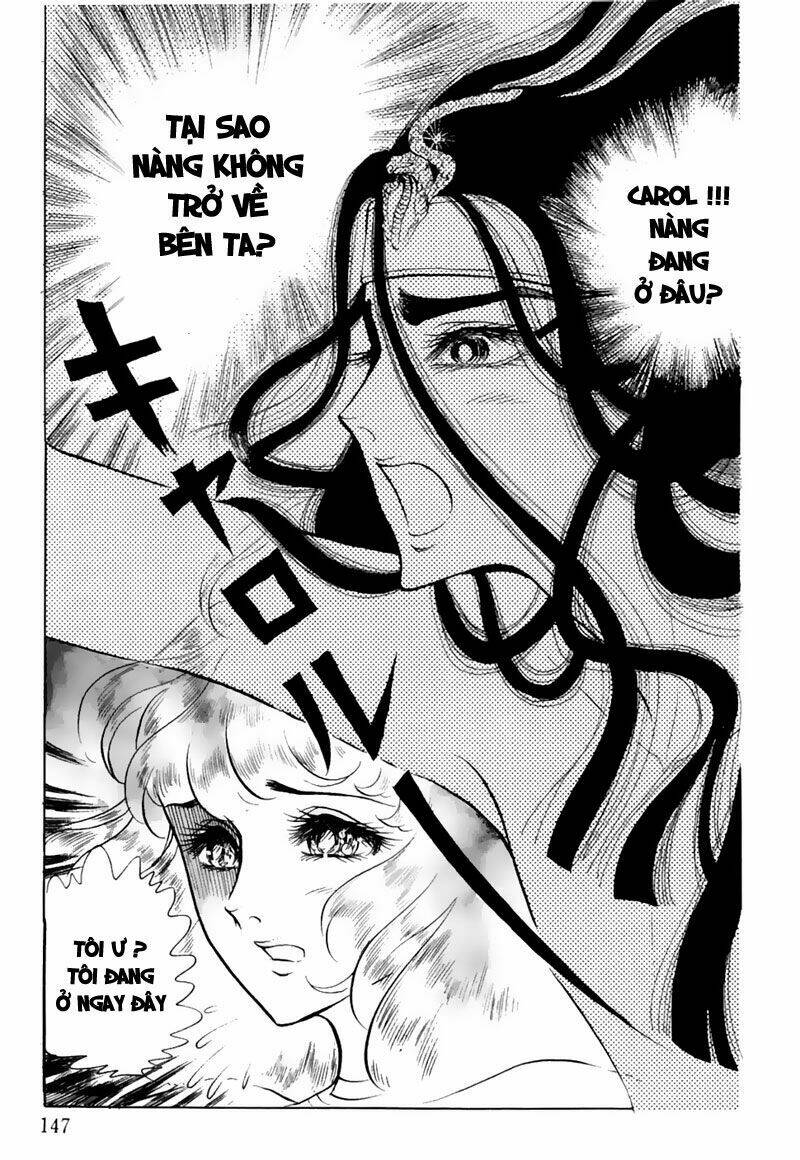 CAROL !!!
NÀNG
ĐANG
Ở ĐÂU?
TẠI SAO
NÀNG KHÔNG
TRỞ VỀ
BÊN TA?
キャロルー
TÔI Ư ?
TÔI ĐANG
Ở NGAY ĐÂY
147